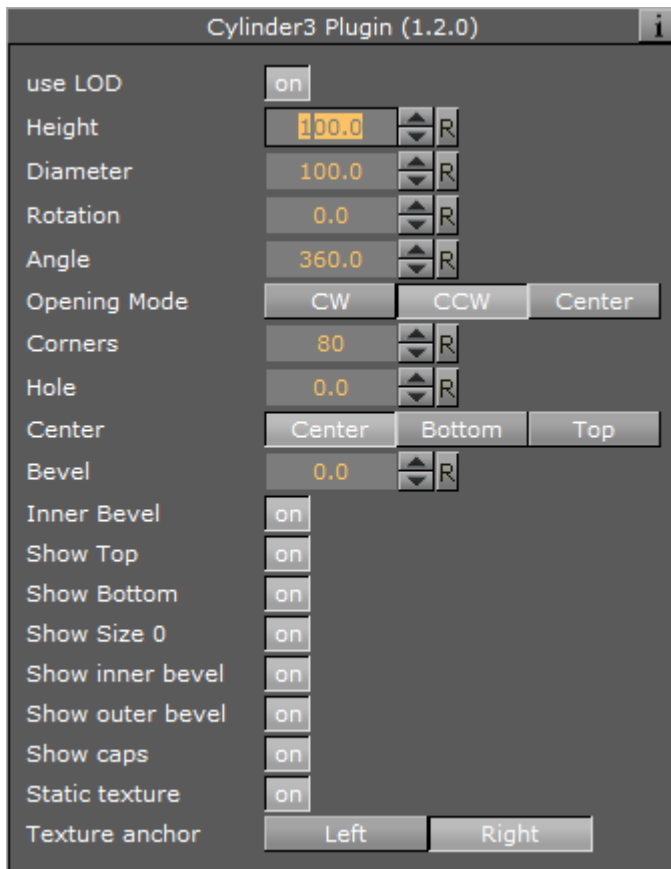 Cylinder3 Plugin (1.2.0) i
use LOD on
Height 100.0 R
Diameter 100.0 R
Rotation 0.0 R
Angle 360.0 R
Opening Mode CW CCW Center
Corners 80 R
Hole 0.0 R
Center Center Bottom Top
Bevel 0.0 R
Inner Bevel on
Show Top on
Show Bottom on
Show Size 0 on
Show inner bevel on
Show outer bevel on
Show caps on
Static texture on
Texture anchor Left Right